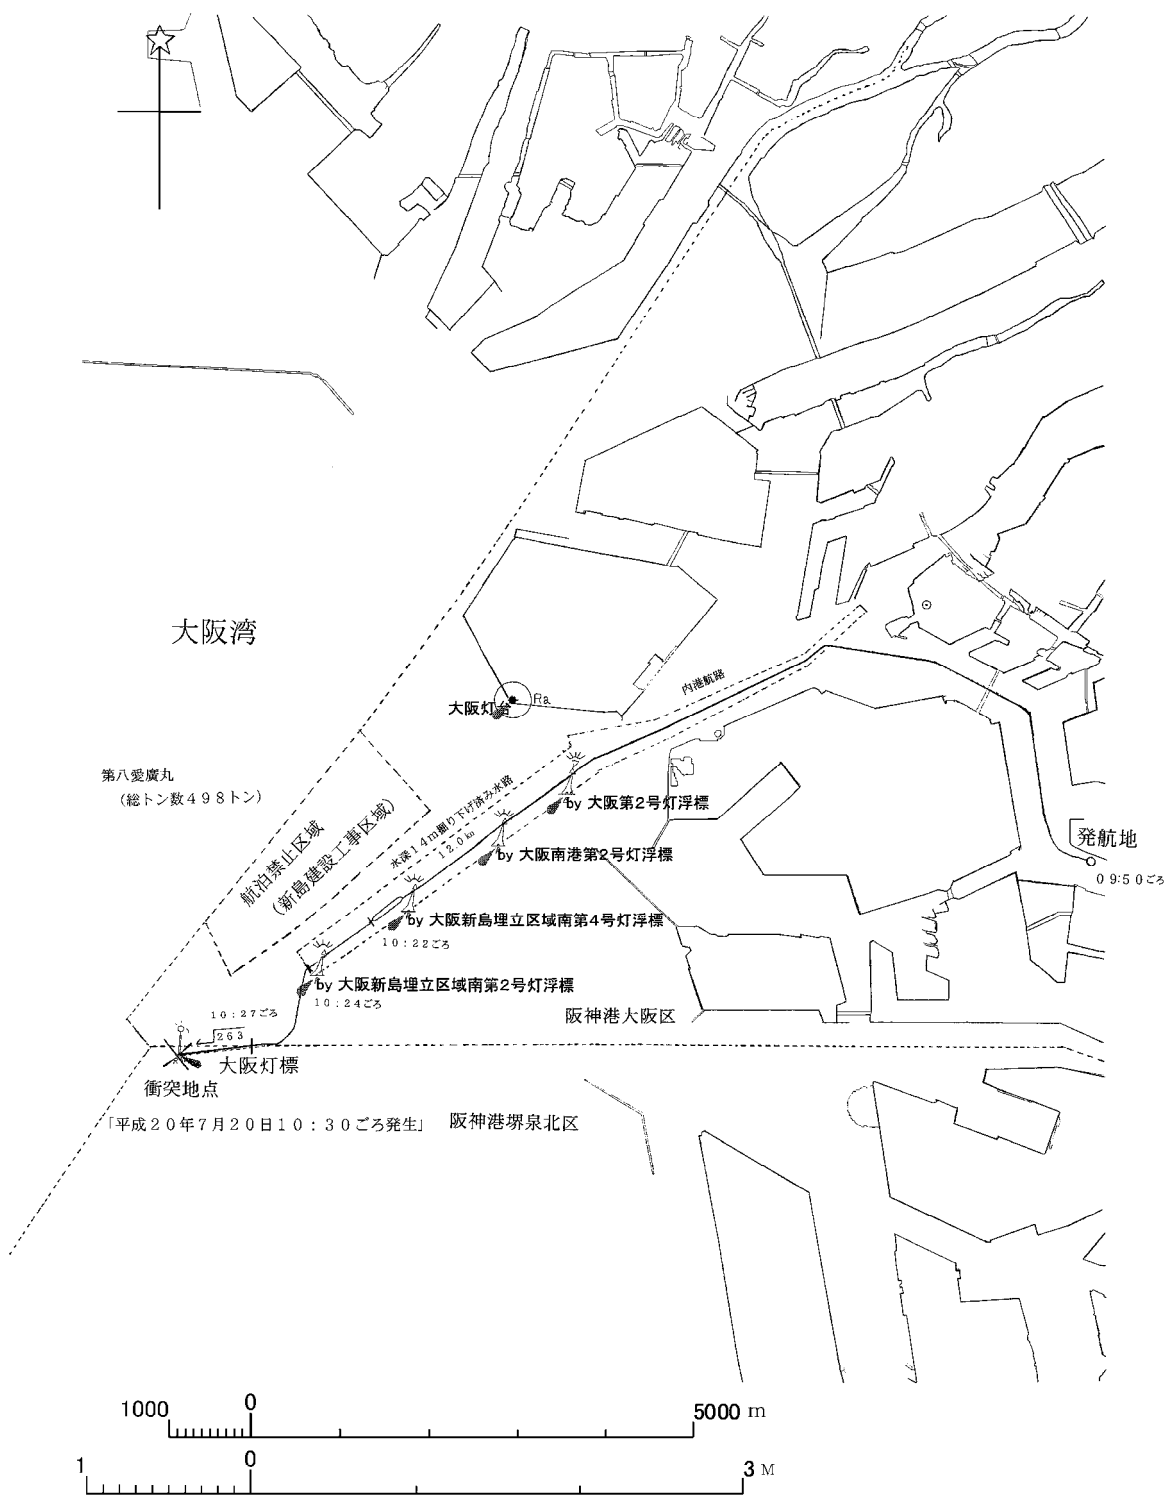 大阪湾
大阪灯台
Ra
内港航路
第八愛廣丸
(総トン数498トン)
航泊禁止区域
(新島建設工事区域)
水深14m掘り下げ済み水路
12.0kn
by 大阪第2号灯浮標
by 大阪南港第2号灯浮標
発航地
09:50ごろ
by 大阪新島埋立区域南第4号灯浮標
10:22ごろ
by 大阪新島埋立区域南第2号灯浮標
10:24ごろ
10:27ごろ
263
阪神港大阪区
大阪灯標
衝突地点
「平成20年7月20日10:30ごろ発生」
阪神港堺泉北区
1000 0 5000 m
1 0 3 M